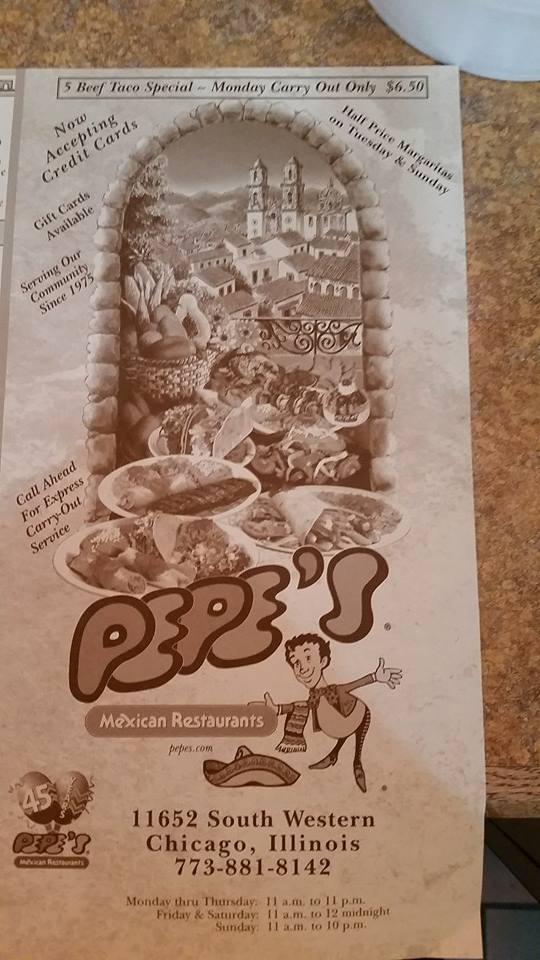 5 Beef Taco Special ~ Monday Carry Out Only $6.50
Now
Accepting
Credit Cards
Half Price Margaritas
on Tuesday & Sunday
Gift Cards
Available
Serving Our
Community
Since 1975
Call Ahead
For Express
Carry-Out
Service
PEPE'S®
Mexican Restaurants
pepes.com
45
PEPE'S
Mexican Restaurants
11652 South Western
Chicago, Illinois
773-881-8142
Monday thru Thursday: 11 a.m. to 11 p.m.
Friday & Saturday: 11 a.m. to 12 midnight
Sunday: 11 a.m. to 10 p.m.